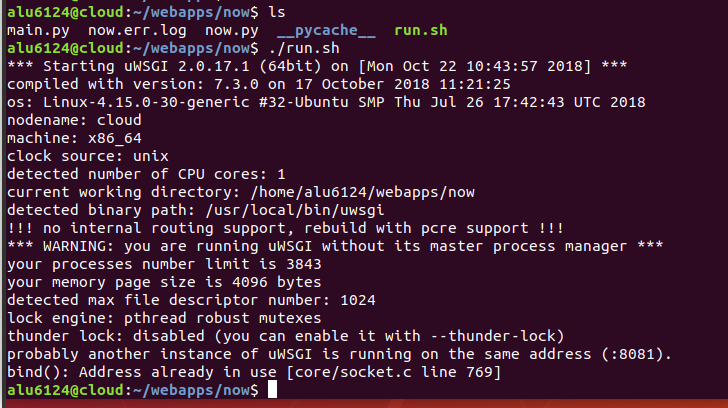 alu6124@cloud:~/webapps/now$ ls
main.py  now.err.log  now.py  __pycache__  run.sh
alu6124@cloud:~/webapps/now$ ./run.sh
*** Starting uWSGI 2.0.17.1 (64bit) on [Mon Oct 22 10:43:57 2018] ***
compiled with version: 7.3.0 on 17 October 2018 11:21:25
os: Linux-4.15.0-30-generic #32-Ubuntu SMP Thu Jul 26 17:42:43 UTC 2018
nodename: cloud
machine: x86_64
clock source: unix
detected number of CPU cores: 1
current working directory: /home/alu6124/webapps/now
detected binary path: /usr/local/bin/uwsgi
!!! no internal routing support, rebuild with pcre support !!!
*** WARNING: you are running uWSGI without its master process manager ***
your processes number limit is 3843
your memory page size is 4096 bytes
detected max file descriptor number: 1024
lock engine: pthread robust mutexes
thunder lock: disabled (you can enable it with --thunder-lock)
probably another instance of uWSGI is running on the same address (:8081).
bind(): Address already in use [core/socket.c line 769]
alu6124@cloud:~/webapps/now$